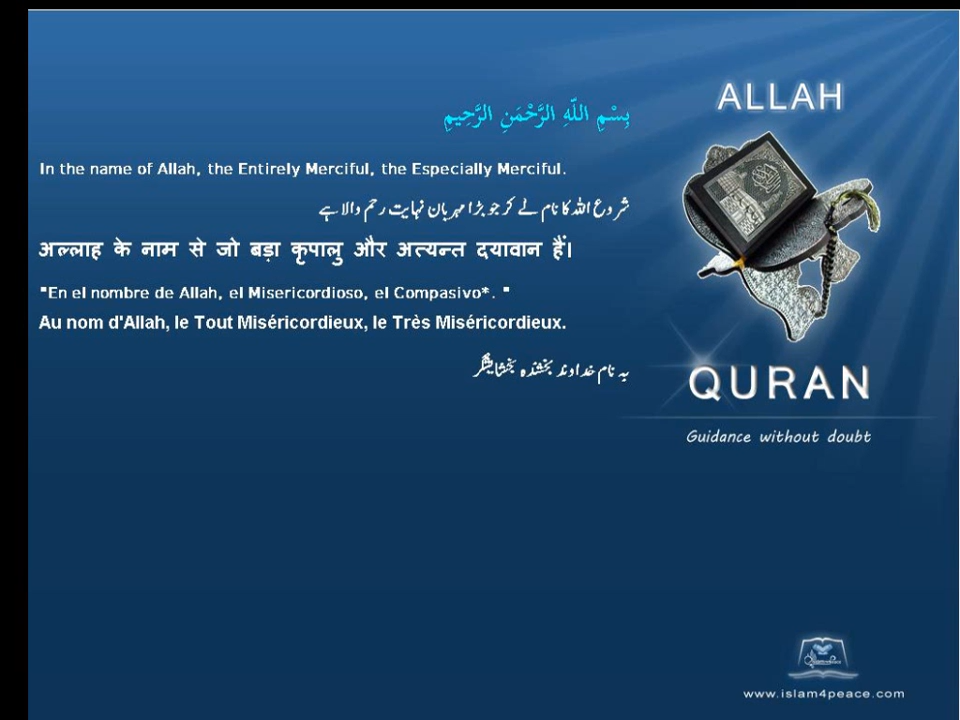 بِسْمِ اللّهِ الرَّحْمَنِ الرَّحِيمِ
In the name of Allah, the Entirely Merciful, the Especially Merciful.
شروع الله کا نام لے کر جو بڑا مہربان نہایت رحم والا ہے
अल्लाह के नाम से जो बड़ा कृपालु और अत्यन्त दयावान हैं।
"En el nombre de Allah, el Misericordioso, el Compasivo*. "
Au nom d'Allah, le Tout Miséricordieux, le Très Miséricordieux.
به نام خداوند بخشنده بخشایشگر
ALLAH
QURAN
Guidance without doubt
www.islam4peace.com